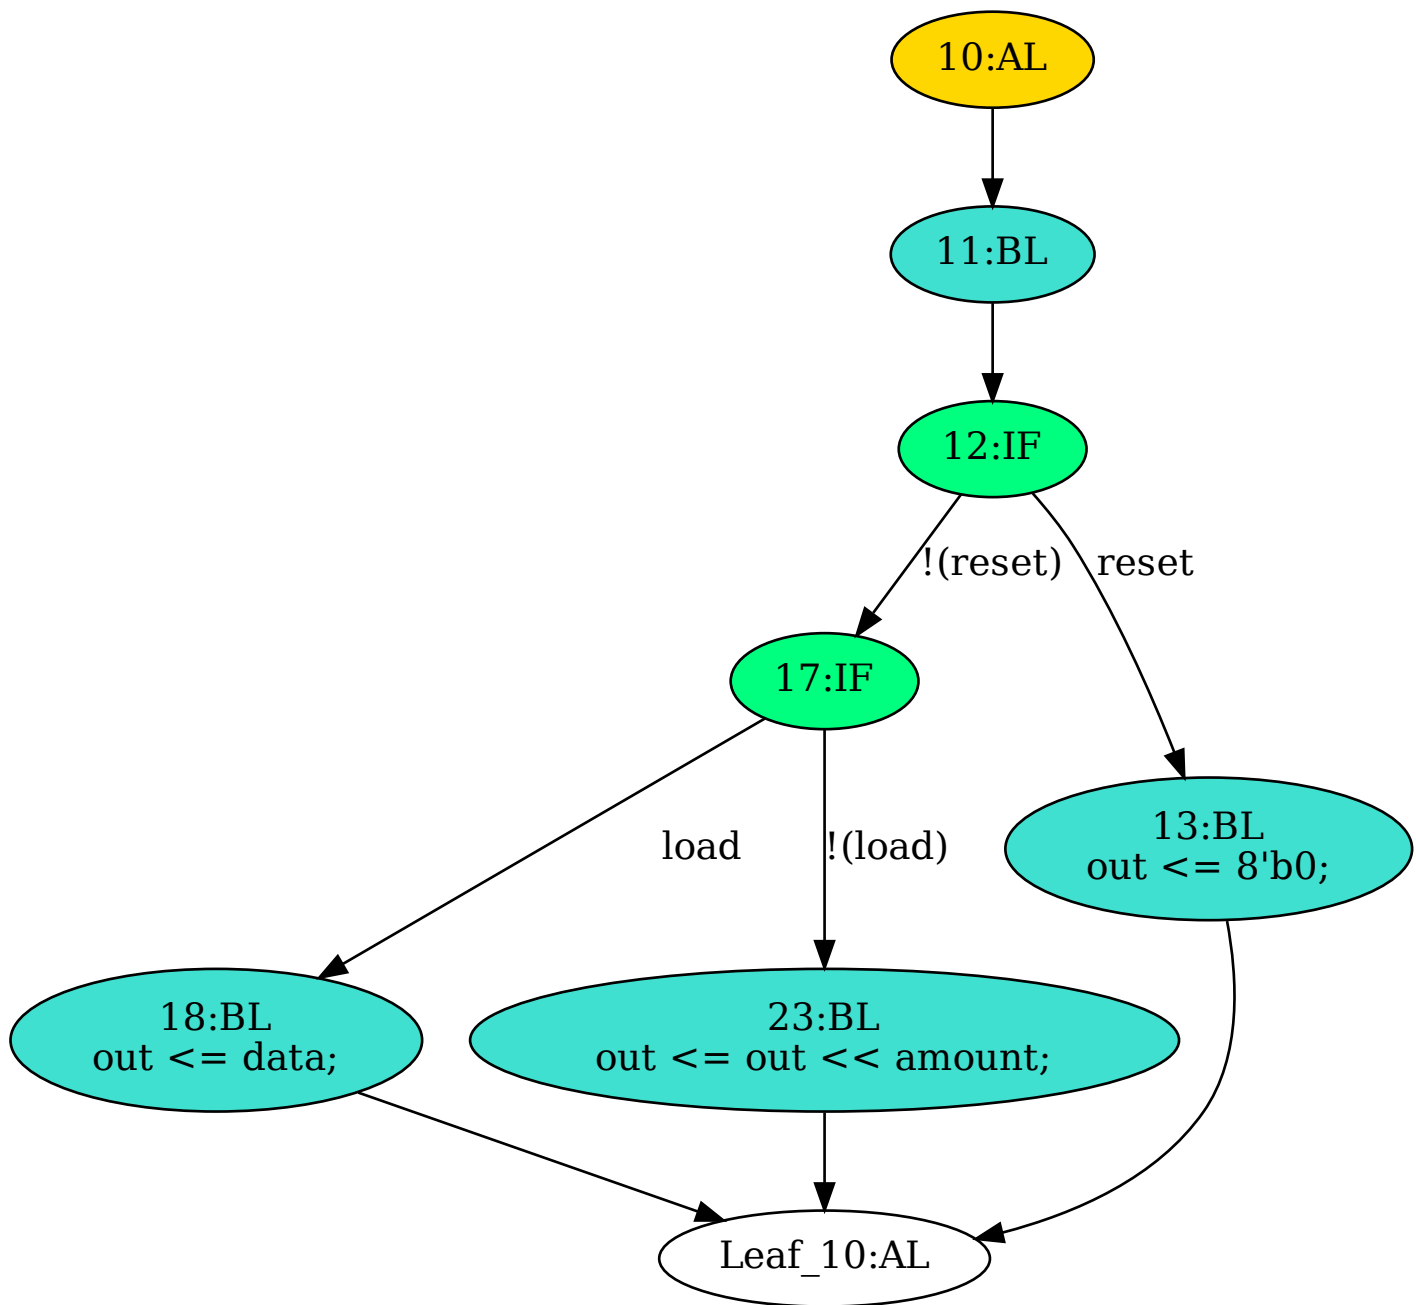 10:AL
11:BL
12:IF
!(reset)
reset
17:IF
load
!(load)
13:BL
out <= 8'b0;
18:BL
out <= data;
23:BL
out <= out << amount;
Leaf_10:AL